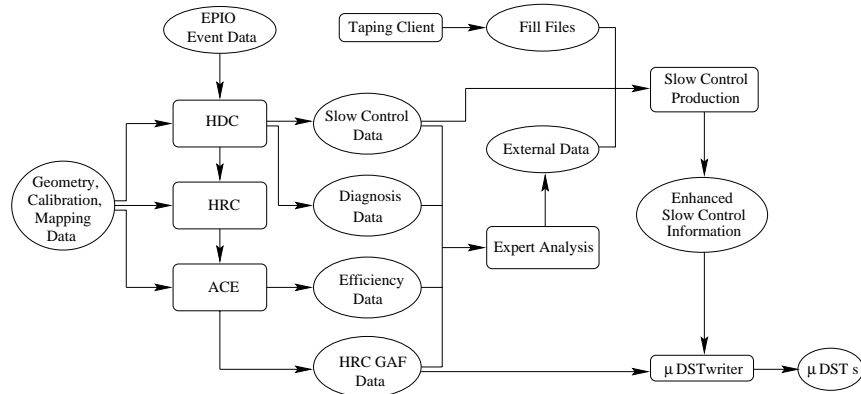 EPIO
Event Data
Taping Client
Fill Files
Slow Control
Production
HDC
Slow Control
Data
External Data
Geometry,
Calibration,
Mapping
Data
HRC
Diagnosis
Data
Enhanced
Slow Control
Information
Expert Analysis
ACE
Efficiency
Data
HRC GAF
Data
μ DSTwriter
μ DST s